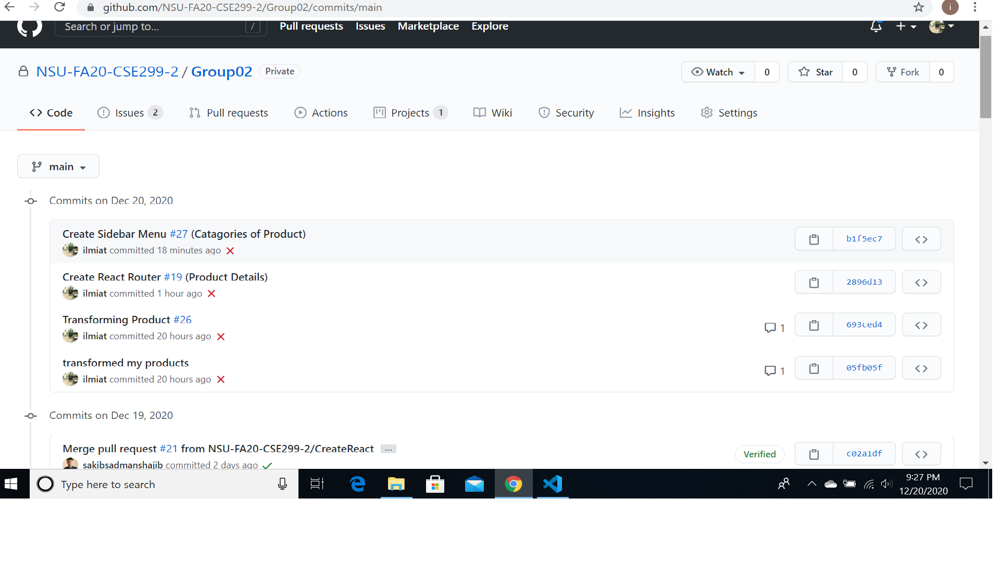 github.com/NSU-FA20-CSE299-2/Group02/commits/main
i
Search or jump to... /
Pull requests Issues Marketplace Explore
NSU-FA20-CSE299-2 / Group02 Private
Watch 0 Star 0 Fork 0
Code Issues 2 Pull requests Actions Projects 1 Wiki Security Insights Settings
main
Commits on Dec 20, 2020
Create Sidebar Menu #27 (Catagories of Product)
ilmiat committed 18 minutes ago
b1f5ec7
Create React Router #19 (Product Details)
ilmiat committed 1 hour ago
2896d13
Transforming Product #26
ilmiat committed 20 hours ago
1 693ced4
transformed my products
ilmiat committed 20 hours ago
1 05fb05f
Commits on Dec 19, 2020
Merge pull request #21 from NSU-FA20-CSE299-2/CreateReact ...
sakibsadmanshajib committed 2 days ago
Verified c02a1df
Type here to search
9:27 PM
12/20/2020